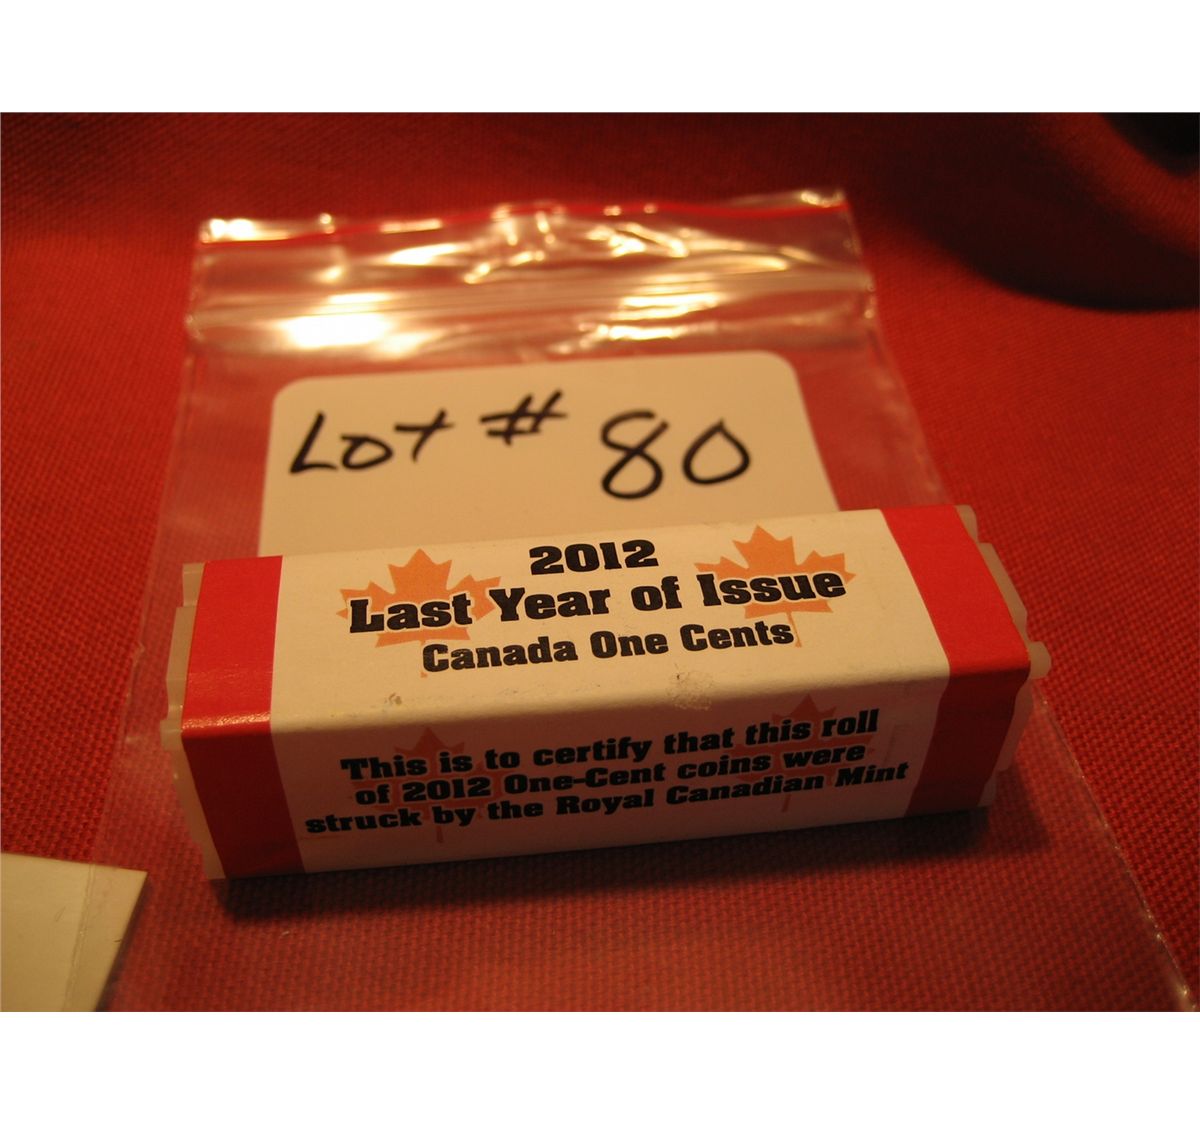 Lot # 80
2012
Last Year of Issue
Canada One Cents
This is to certify that this roll
of 2012 One-Cent coins were
struck by the Royal Canadian Mint